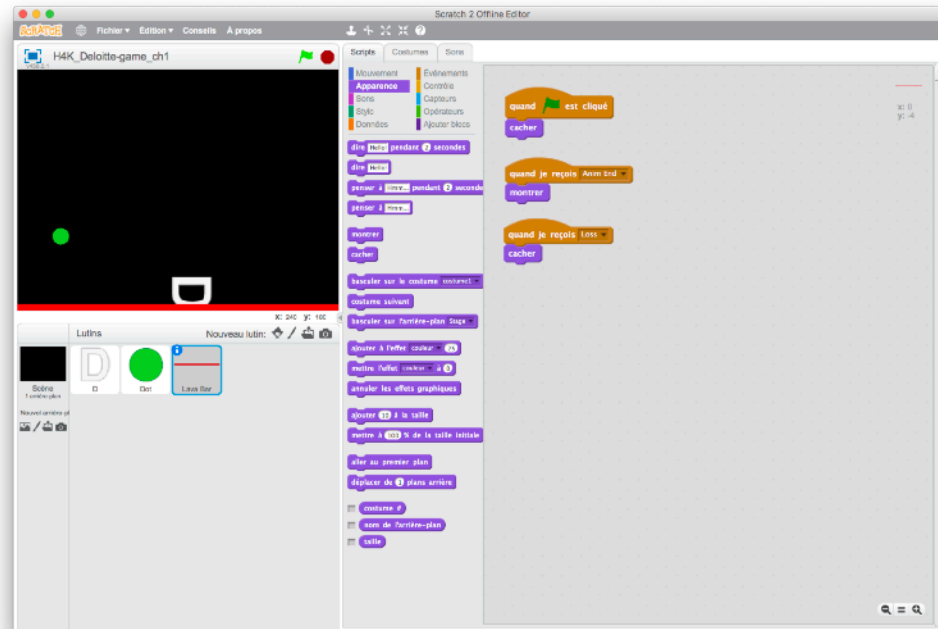 Scratch 2 Offline Editor
SCRATCH Fichier Édition Conseils À propos
H4K_Deloitte-game_ch1
Scripts Costumes Sons
Mouvement Événements
Apparence Contrôle
Sons Capteurs
Stylo Opérateurs
Données Ajouter blocs
dire Hello! pendant 2 secondes
dire Hello!
penser à Hmm... pendant 2 seconde
penser à Hmm...
montrer
cacher
basculer sur le costume costume1
costume suivant
basculer sur l'arrière-plan Stage
ajouter à l'effet couleur 25
mettre l'effet couleur à 0
annuler les effets graphiques
ajouter 10 à la taille
mettre à 100 % de la taille initiale
aller au premier plan
déplacer de 1 plans arrière
costume #
nom de l'arrière-plan
taille
quand est cliqué
cacher
quand je reçois Anim End
montrer
quand je reçois Loss
cacher
x: 0
y: -4
x: 240 y: 180
Lutins Nouveau lutin:
Scène
1 arrière-plan
Nouvel arrière-pl
D
Dot
Lava Bar